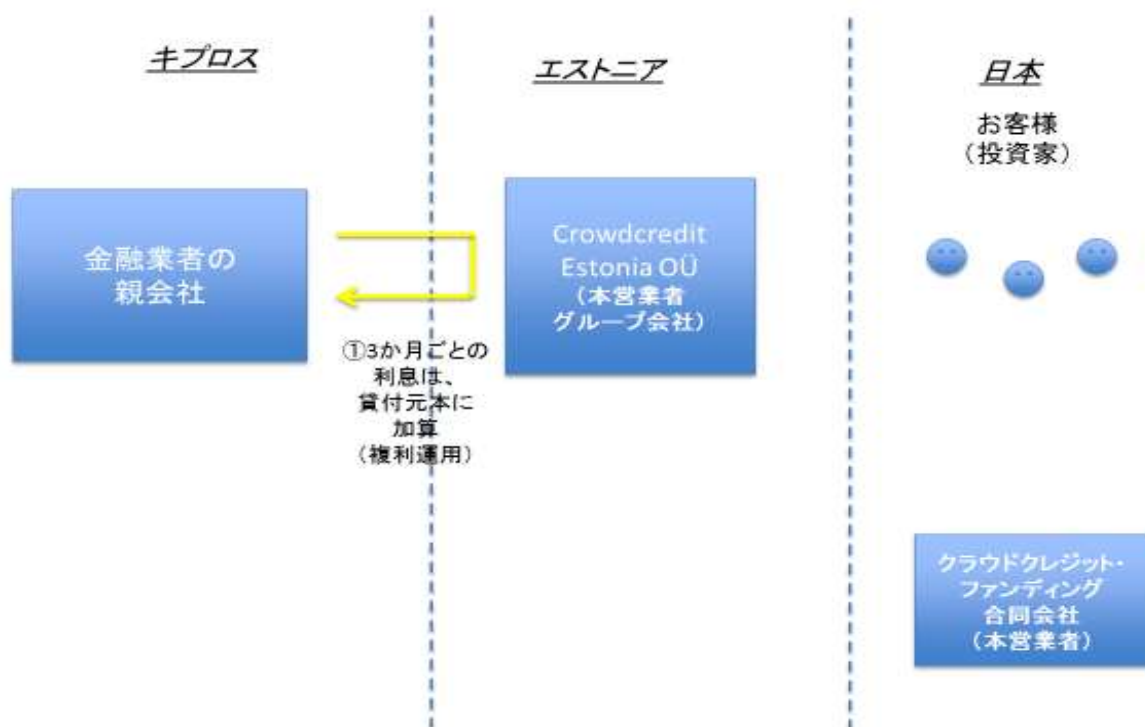 キプロス
エストニア
日本
お客様
(投資家)
金融業者の
親会社
Crowdcredit
Estonia OÜ
(本営業者
グループ会社)
①3か月ごとの
利息は、
貸付元本に
加算
(複利運用)
クラウドクレジット・
ファンディング
合同会社
(本営業者)